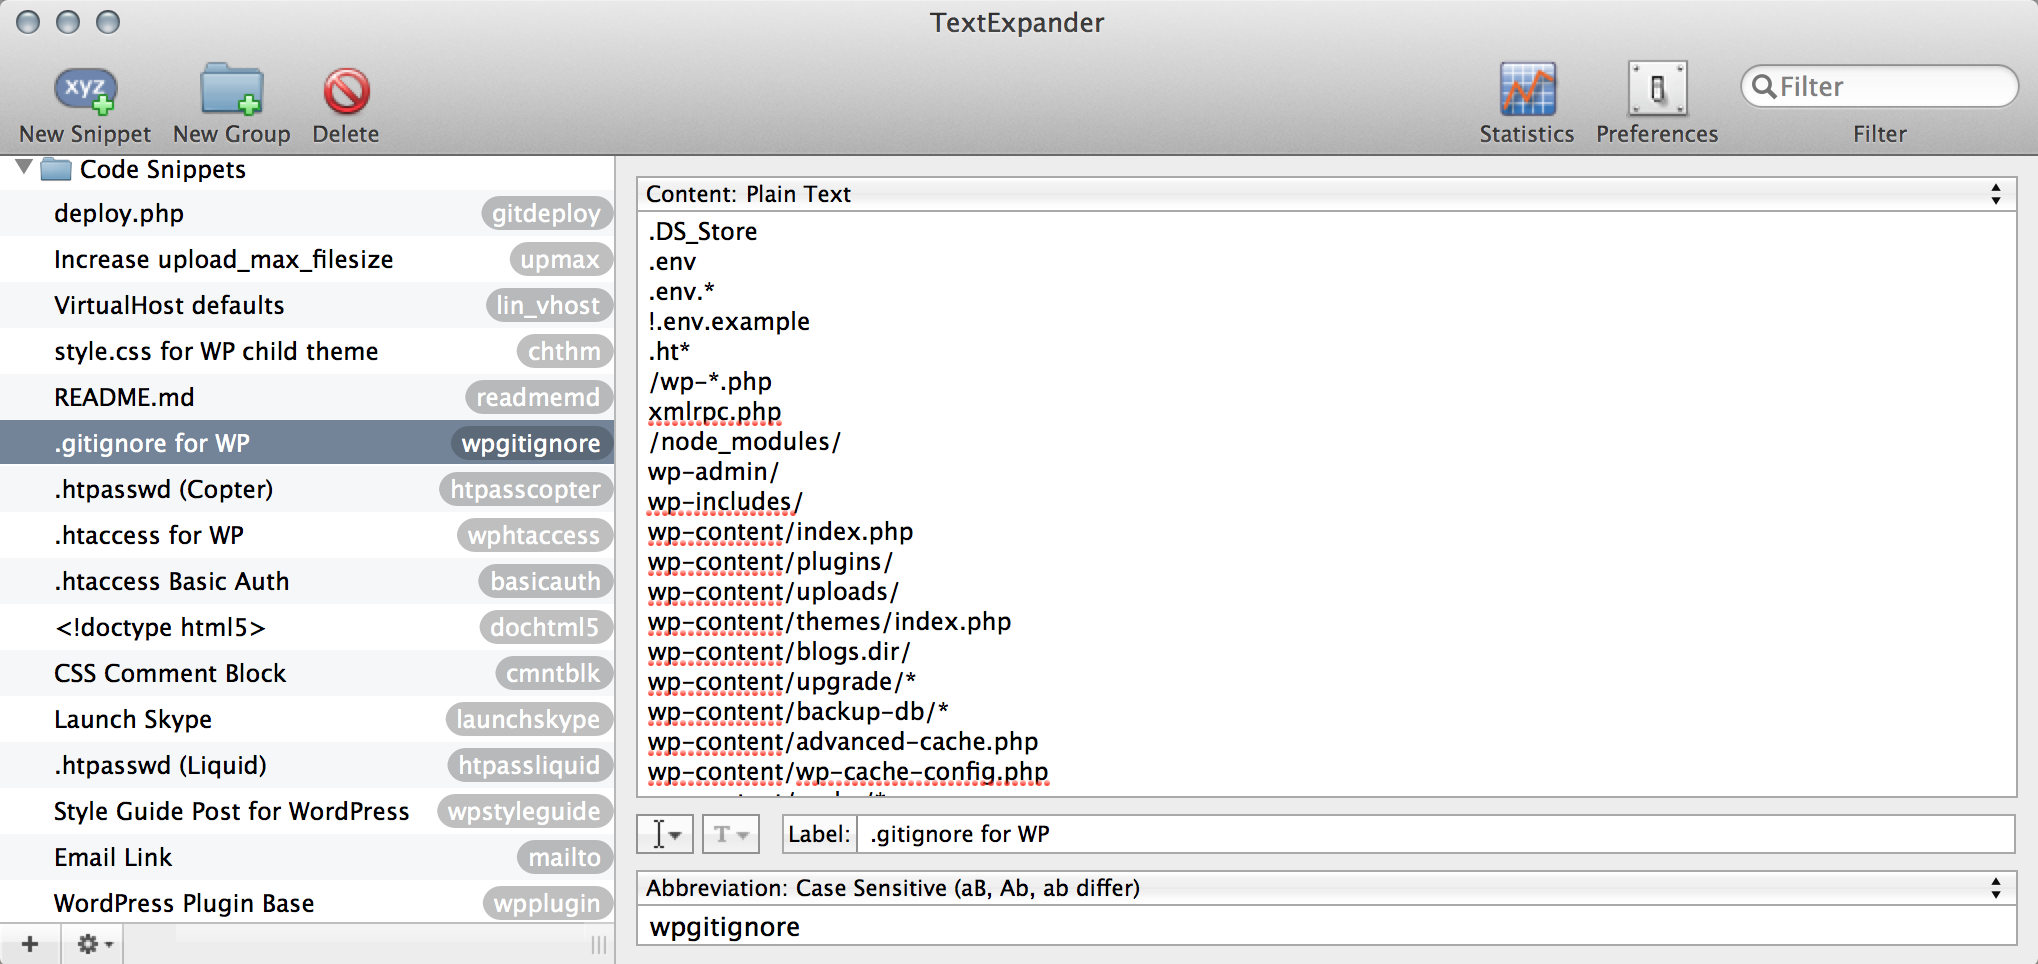 TextExpander
xyz
New Snippet
New Group
Delete
Statistics
Preferences
Filter
Filter
Code Snippets
deploy.php gitdeploy
Increase upload_max_filesize upmax
VirtualHost defaults lin_vhost
style.css for WP child theme chthm
README.md readmemd
.gitignore for WP wpgitignore
.htpasswd (Copter) htpasscopter
.htaccess for WP wphtaccess
.htaccess Basic Auth basicauth
<!doctype html5> dochtml5
CSS Comment Block cmntblk
Launch Skype launchskype
.htpasswd (Liquid) htpassliquid
Style Guide Post for WordPress wpstyleguide
Email Link mailto
WordPress Plugin Base wpplugin
Content: Plain Text
.DS_Store
.env
.env.*
!.env.example
.ht*
/wp-*.php
xmlrpc.php
/node_modules/
wp-admin/
wp-includes/
wp-content/index.php
wp-content/plugins/
wp-content/uploads/
wp-content/themes/index.php
wp-content/blogs.dir/
wp-content/upgrade/*
wp-content/backup-db/*
wp-content/advanced-cache.php
wp-content/wp-cache-config.php
T
Label: .gitignore for WP
Abbreviation: Case Sensitive (aB, Ab, ab differ)
wpgitignore